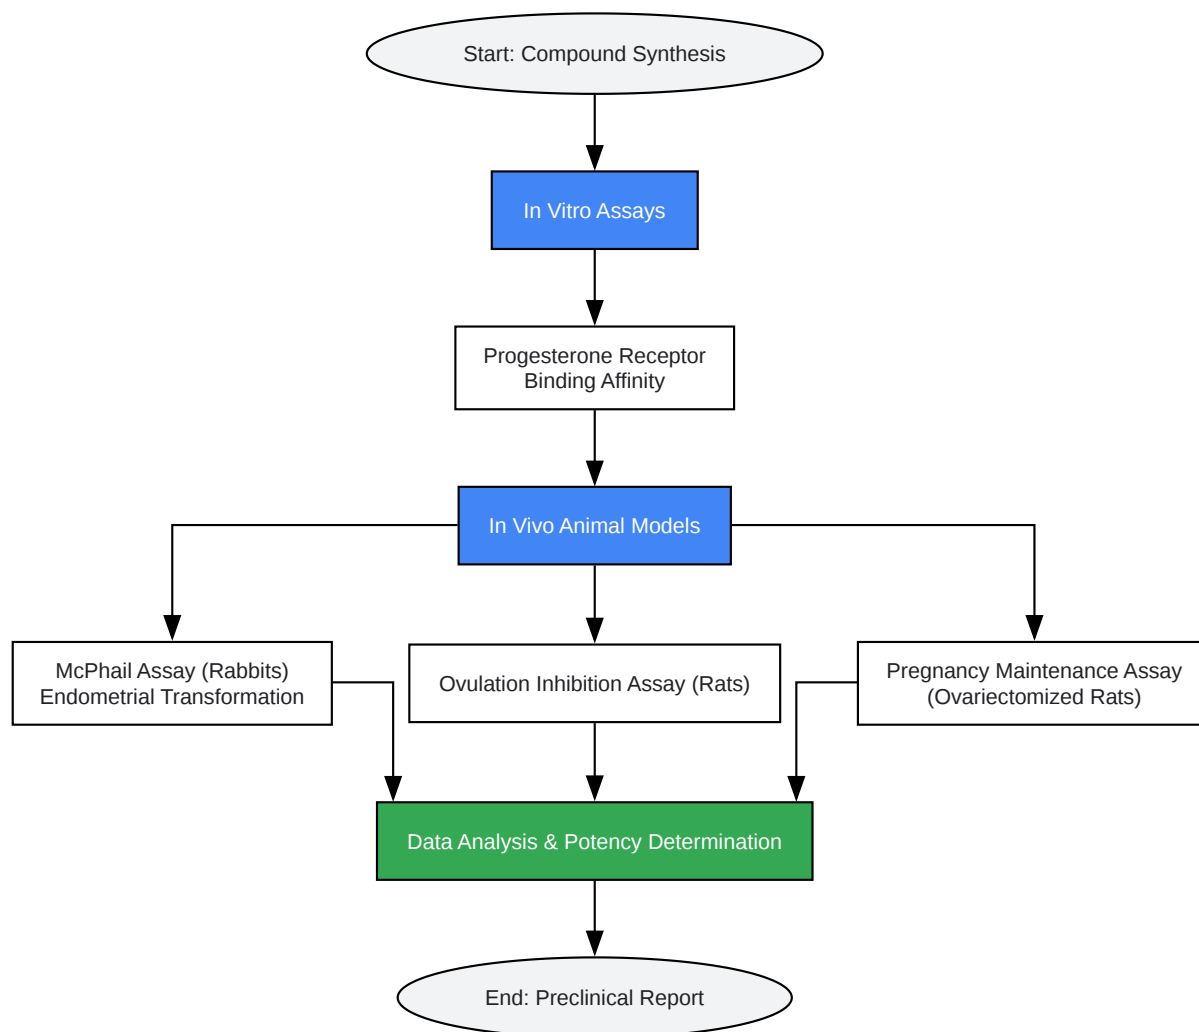 Start: Compound Synthesis
In Vitro Assays
Progesterone Receptor
Binding Affinity
In Vivo Animal Models
McPhail Assay (Rabbits)
Endometrial Transformation
Ovulation Inhibition Assay (Rats)
Pregnancy Maintenance Assay
(Ovariectomized Rats)
Data Analysis & Potency Determination
End: Preclinical Report